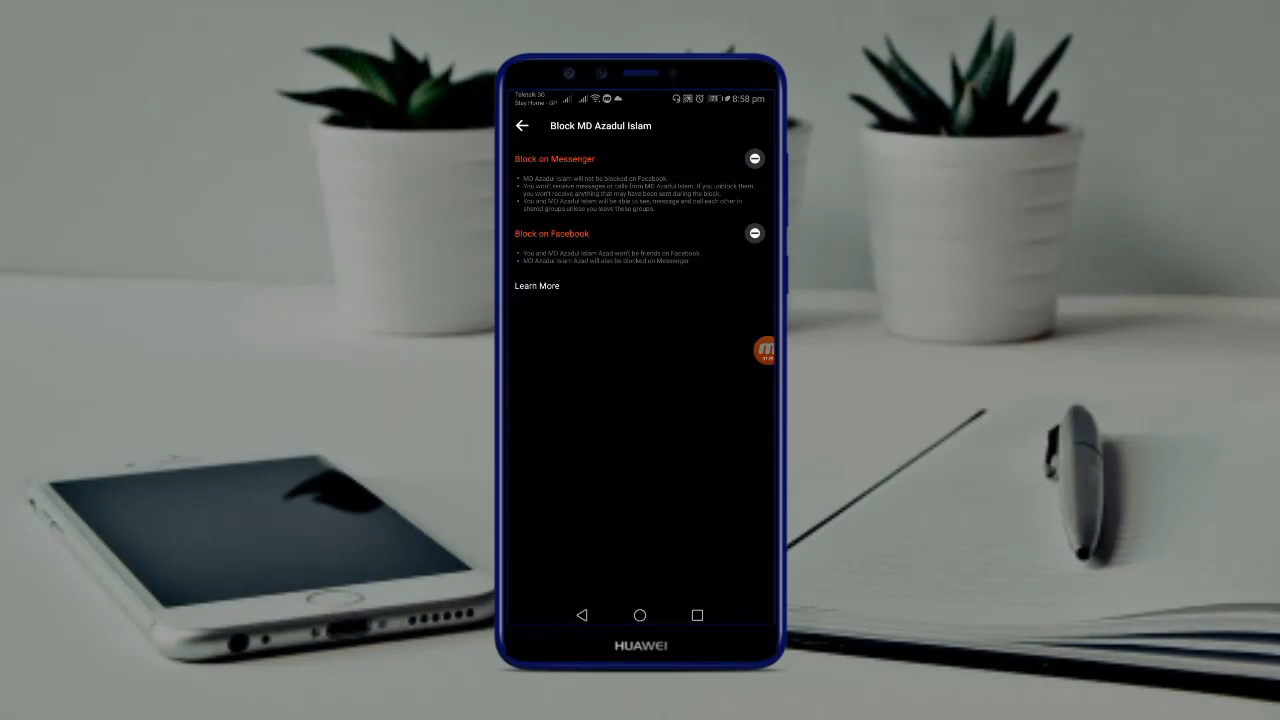 Teletalk 3G
Stay Home - GP
8:58 pm
Block MD Azadul Islam
Block on Messenger
• MD Azadul Islam will not be blocked on Facebook.
• You won't receive messages or calls from MD Azadul Islam. If you unblock them,
you won't receive anything that may have been sent during the block.
• You and MD Azadul Islam will be able to see, message and call each other in
shared groups unless you leave these groups.
Block on Facebook
• You and MD Azadul Islam Azad won't be friends on Facebook.
• MD Azadul Islam Azad will also be blocked on Messenger.
Learn More
HUAWEI